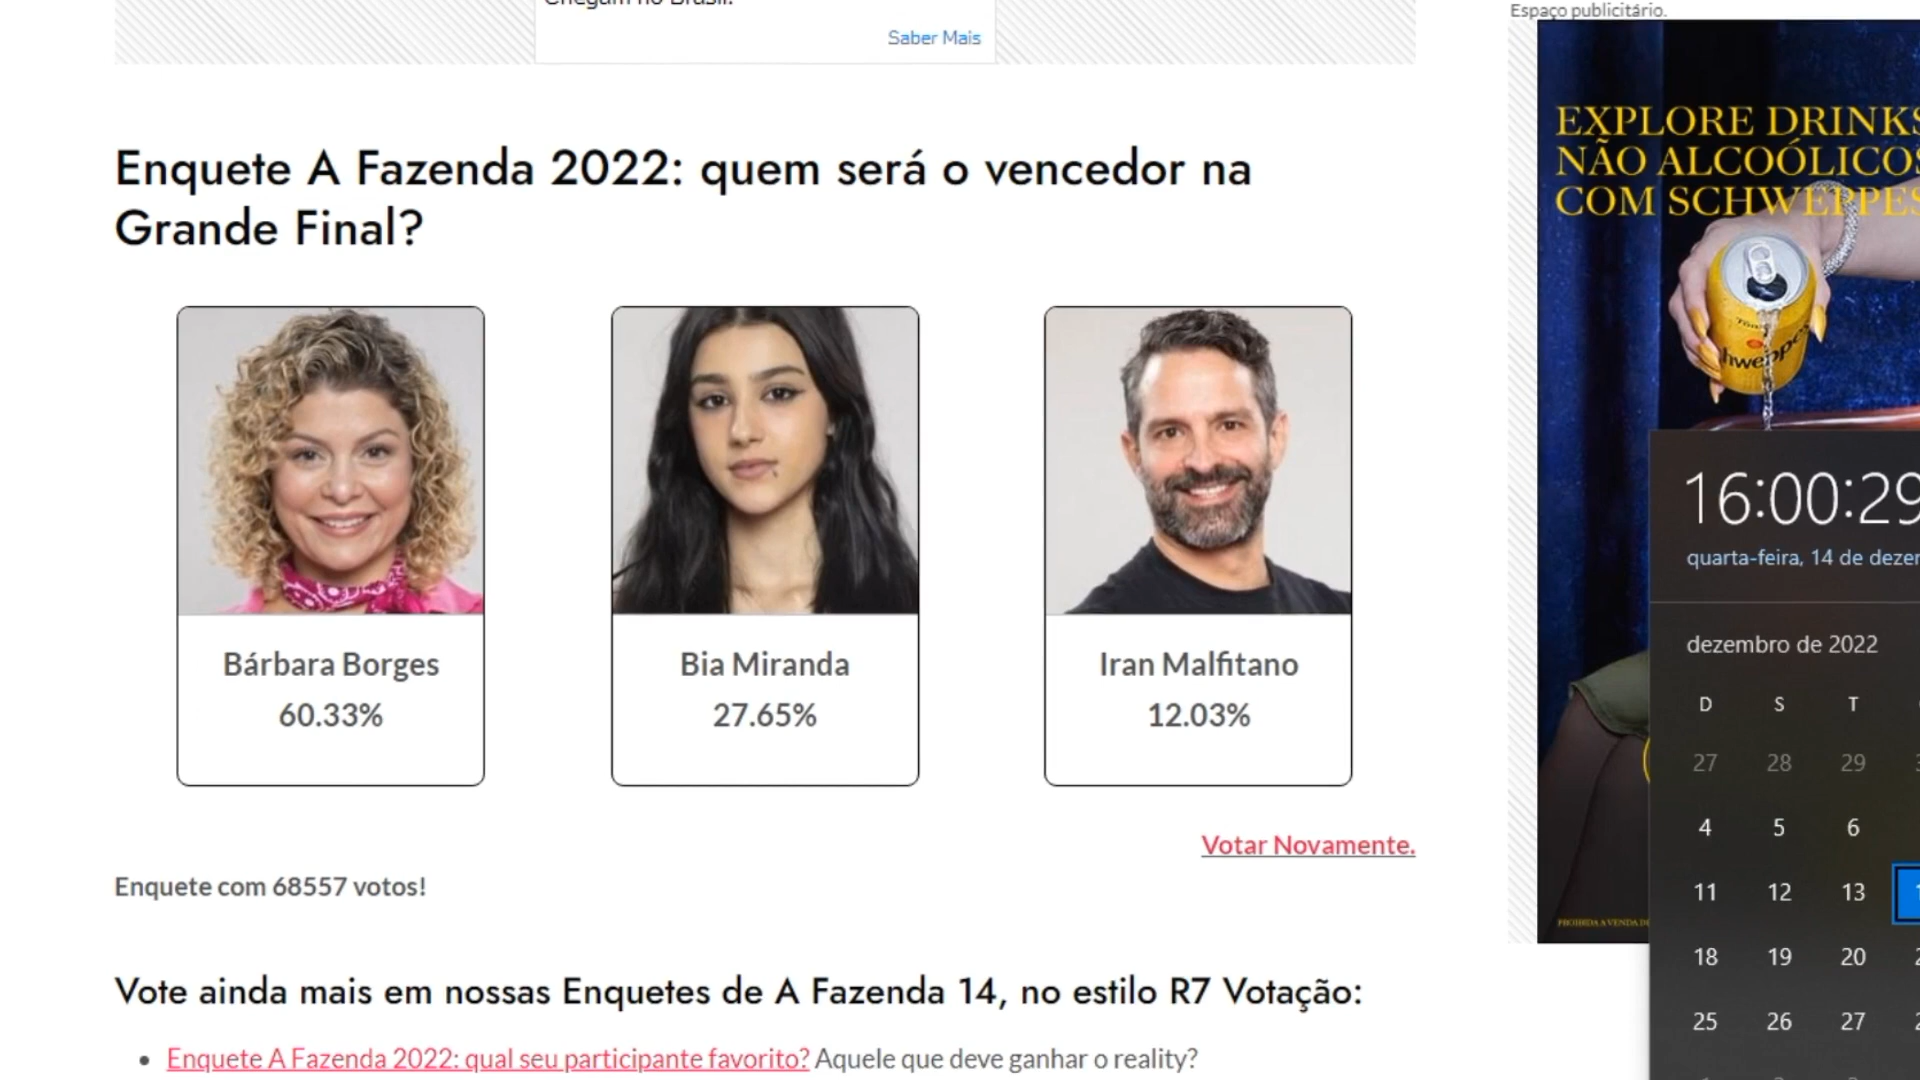 Chegam no Brasil.
Saber Mais
Espaço publicitário.
EXPLORE DRINKS
NÃO ALCOÓLICOS
COM SCHWEPPES
Enquete A Fazenda 2022: quem será o vencedor na
Grande Final?
Bárbara Borges
60.33%
Bia Miranda
27.65%
Iran Malfitano
12.03%
Votar Novamente.
Enquete com 68557 votos!
Vote ainda mais em nossas Enquetes de A Fazenda 14, no estilo R7 Votação:
• Enquete A Fazenda 2022: qual seu participante favorito? Aquele que deve ganhar o reality?
16:00:29
quarta-feira, 14 de dezem
dezembro de 2022
D S T
27 28 29
4 5 6
11 12 13
18 19 20
25 26 27